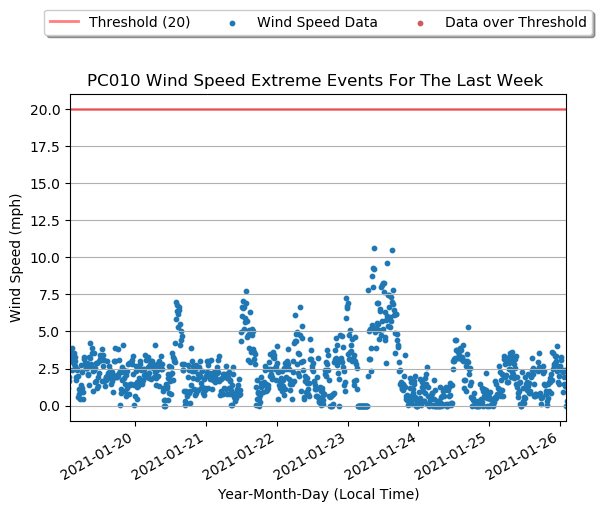 Threshold (20) Wind Speed Data Data over Threshold
PC010 Wind Speed Extreme Events For The Last Week
20.0
17.5
15.0
12.5
10.0
7.5
5.0
2.5
0.0
Wind Speed (mph)
2021-01-20 2021-01-21 2021-01-22 2021-01-23 2021-01-24 2021-01-25 2021-01-26
Year-Month-Day (Local Time)